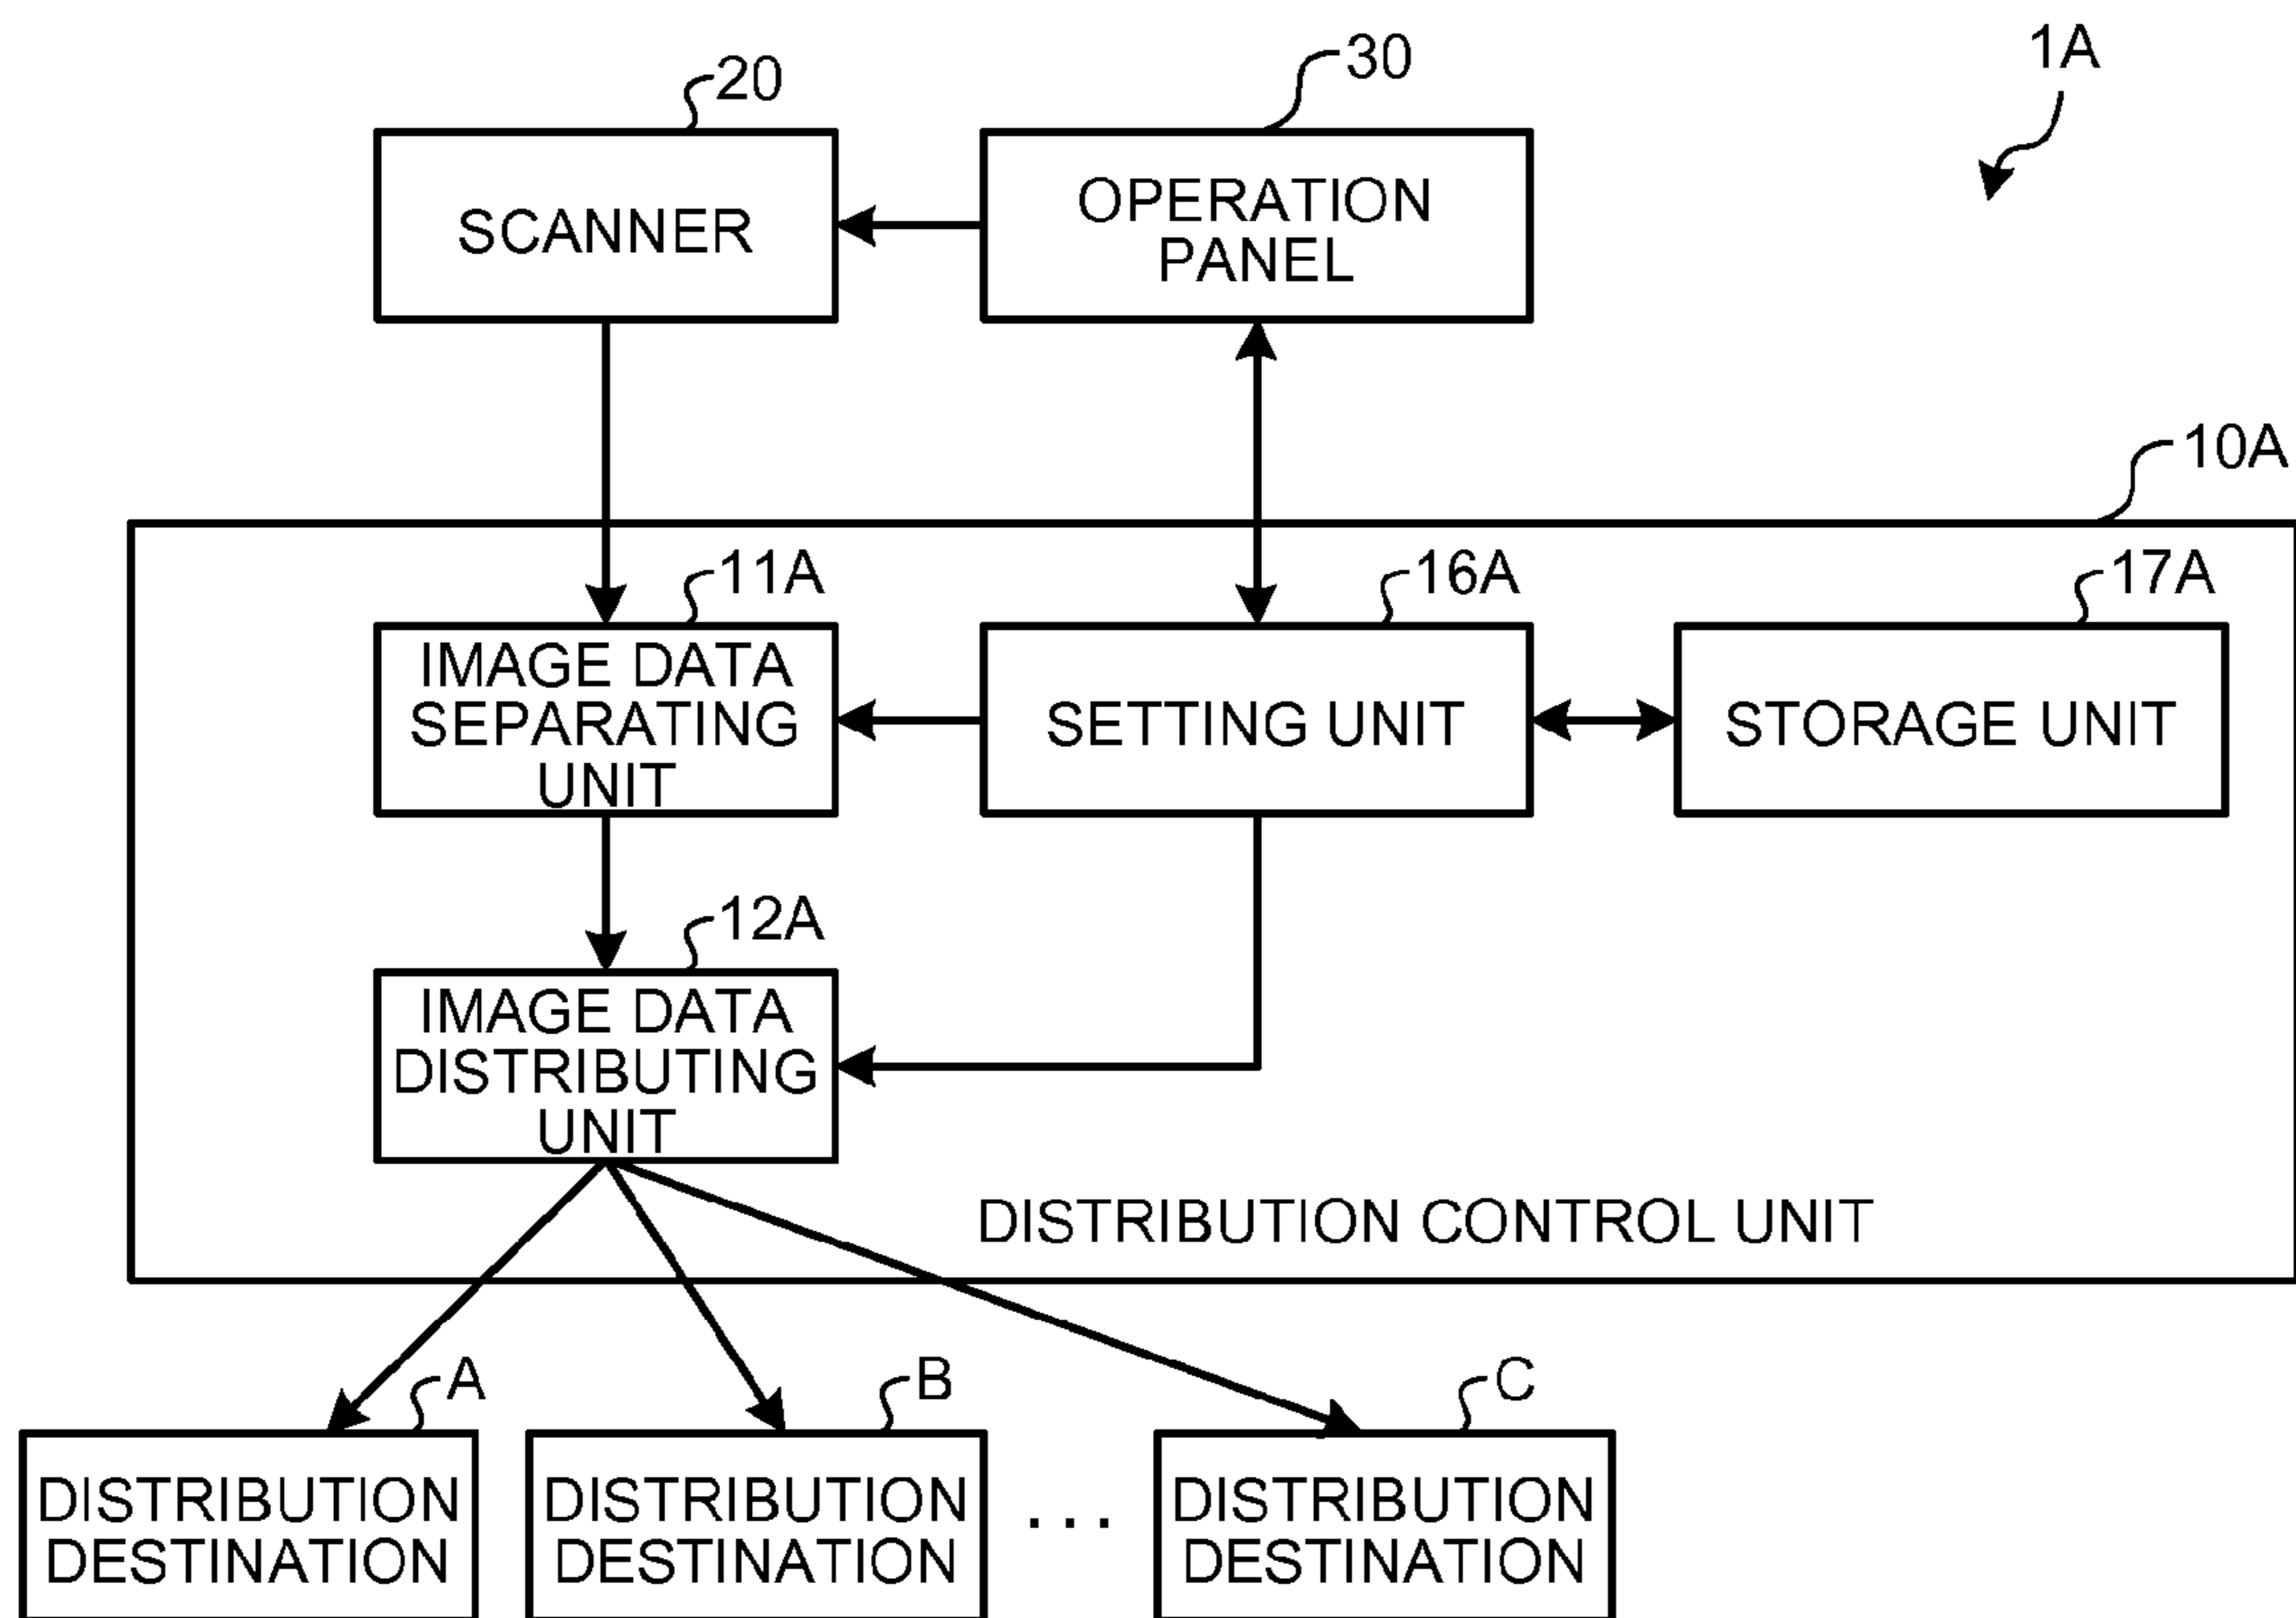 1A
20
30
SCANNER
OPERATION
PANEL
10A
11A
16A
17A
IMAGE DATA
SEPARATING
UNIT
SETTING UNIT
STORAGE UNIT
12A
IMAGE DATA
DISTRIBUTING
UNIT
DISTRIBUTION CONTROL UNIT
A
B
C
DISTRIBUTION
DESTINATION
DISTRIBUTION
DESTINATION
...
DISTRIBUTION
DESTINATION